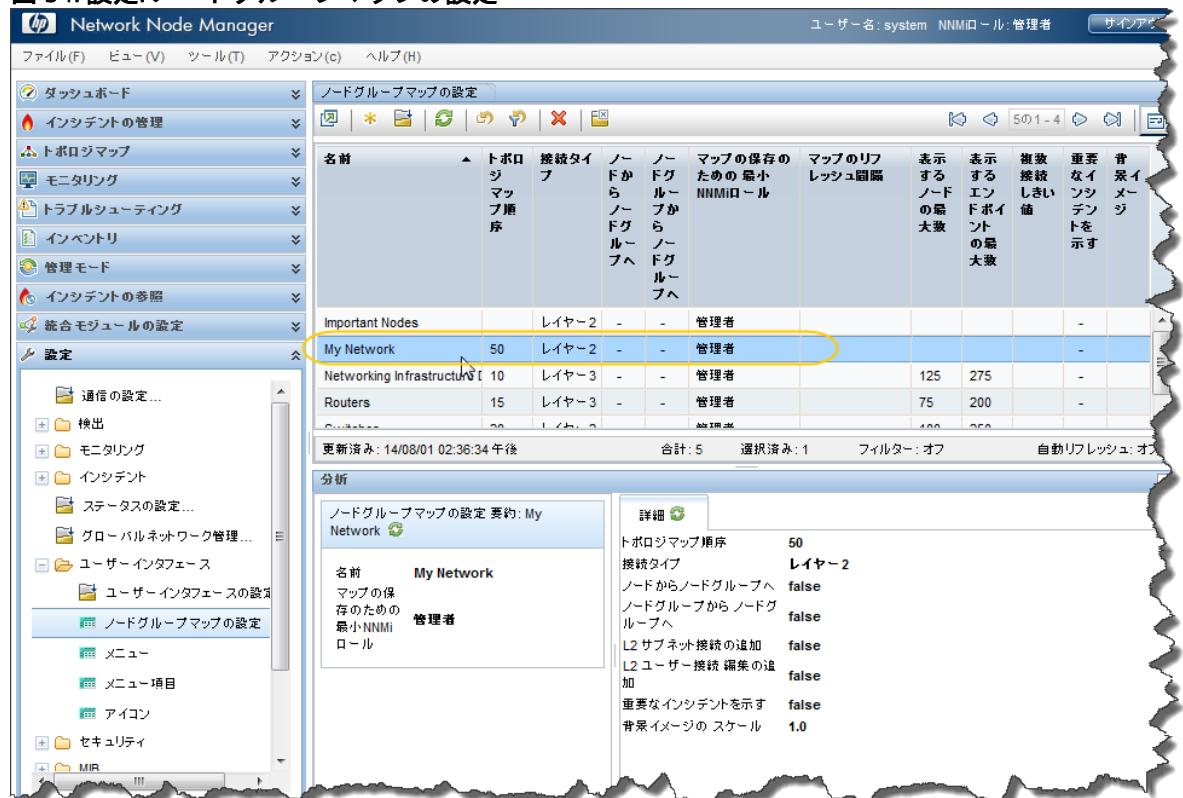 Network Node Manager
ユーザー名: system NNMiロール: 管理者
ファイル(F) ビュー(V) ツール(T) アクション(c) ヘルプ(H)
ダッシュボード
インシデントの管理
トポロジマップ
モニタリング
トラブルシューティング
インベントリ
管理モード
インシデントの参照
統合モジュールの設定
設定
通信の設定...
検出
モニタリング
インシデント
ステータスの設定...
グローバルネットワーク管理...
ユーザーインタフェース
ユーザーインタフェースの設定
ノードグループマップの設定
メニュー
メニュー項目
アイコン
セキュリティ
MIB
ノードグループマップの設定
5の1 - 4
名前
トポロジマップ順序
接続タイプ
ノードからノードグループへ
ノードグループからノードグループへ
マップの保存のための 最小 NNMiロール
マップのリフレッシュ間隔
表示するノードの最大数
表示するエンドポイントの最大数
複数接続しきい値
重要なインシデントを示す
背景イメージ
Important Nodes レイヤー2 - - 管理者 -
My Network 50 レイヤー2 - - 管理者 -
Networking Infrastructure D 10 レイヤー3 - - 管理者 125 275 -
Routers 15 レイヤー3 - - 管理者 75 200 -
更新済み: 14/08/01 02:36:34 午後 合計: 5 選択済み: 1 フィルター: オフ 自動リフレッシュ: オフ
分析
ノードグループマップの設定 要約: My
Network
名前 My Network
マップの保存のための最小 NNMi ロール 管理者
詳細
トポロジマップ順序 50
接続タイプ レイヤー2
ノードからノードグループへ false
ノードグループから ノードグループへ false
L2 サブネット接続の追加 false
L2 ユーザー接続 編集の追加 false
重要なインシデントを示す false
背景イメージの スケール 1.0